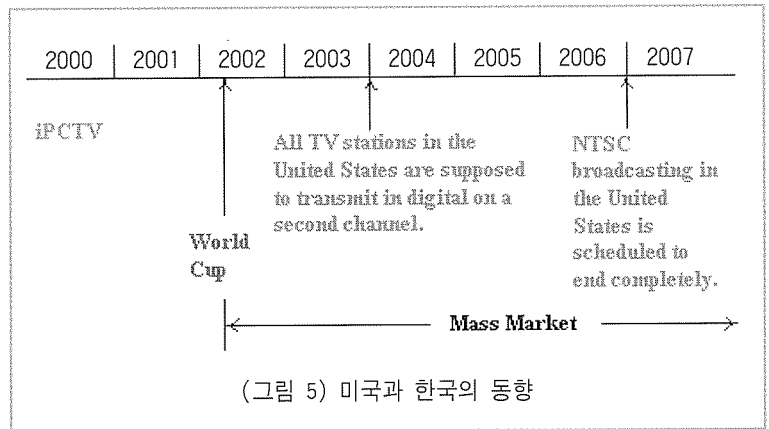 2000 2001 2002 2003 2004 2005 2006 2007
iPCTV
All TV stations in the
United States are supposed
to transmit in digital on a
second channel.
NTSC
broadcasting in
the United
States is
scheduled to
end completely.
World
Cup
Mass Market
(그림 5) 미국과 한국의 동향